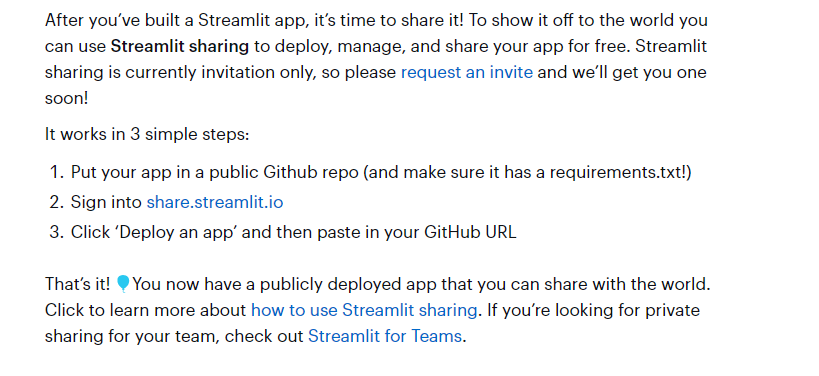 After you’ve built a Streamlit app, it’s time to share it! To show it off to the world you
can use Streamlit sharing to deploy, manage, and share your app for free. Streamlit
sharing is currently invitation only, so please request an invite and we’ll get you one
soon!
It works in 3 simple steps:
1. Put your app in a public Github repo (and make sure it has a requirements.txt!)
2. Sign into share.streamlit.io
3. Click ‘Deploy an app’ and then paste in your GitHub URL
That’s it! 🎈You now have a publicly deployed app that you can share with the world.
Click to learn more about how to use Streamlit sharing. If you’re looking for private
sharing for your team, check out Streamlit for Teams.